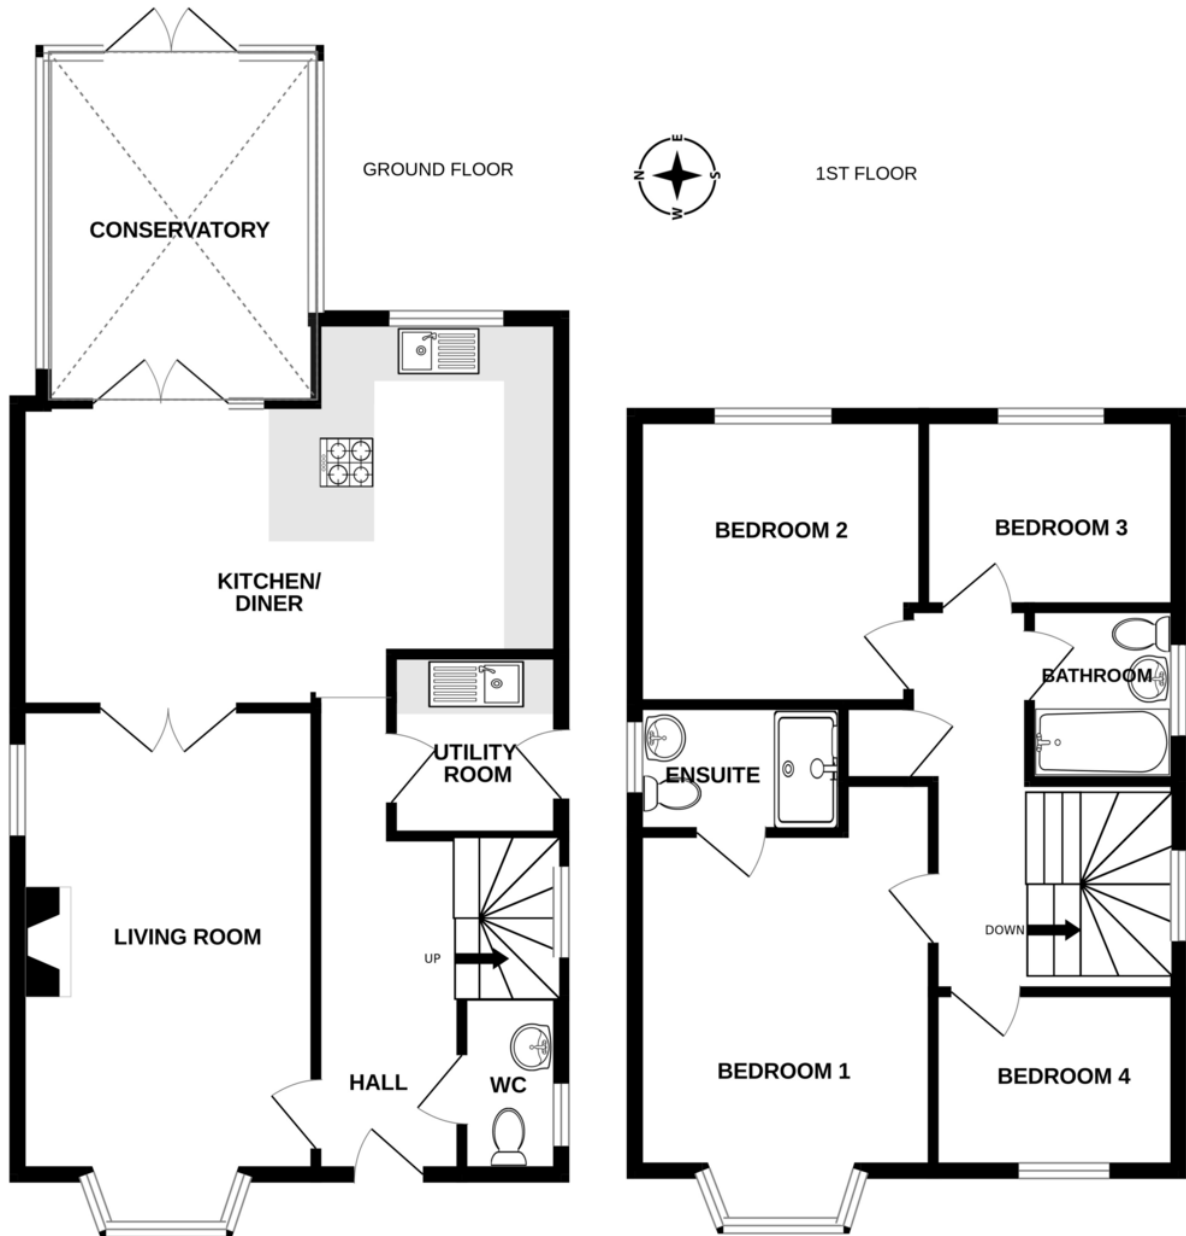 GROUND FLOOR
1ST FLOOR
E
N
S
W
CONSERVATORY
KITCHEN/
DINER
UTILITY
ROOM
LIVING ROOM
UP
HALL
WC
BEDROOM 2
BEDROOM 3
BATHROOM
ENSUITE
DOWN
BEDROOM 1
BEDROOM 4